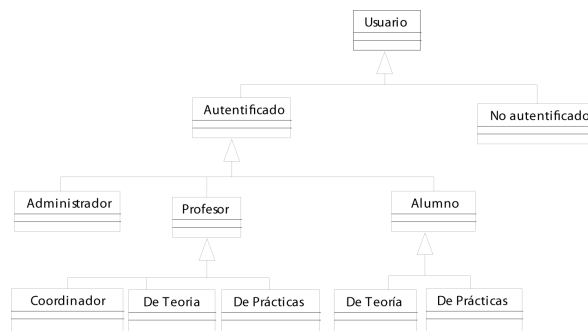 Usuario
Autentificado
No autentificado
Administrador
Profesor
Alumno
Coordinador
De Teoria
De Prácticas
De Teoría
De Prácticas